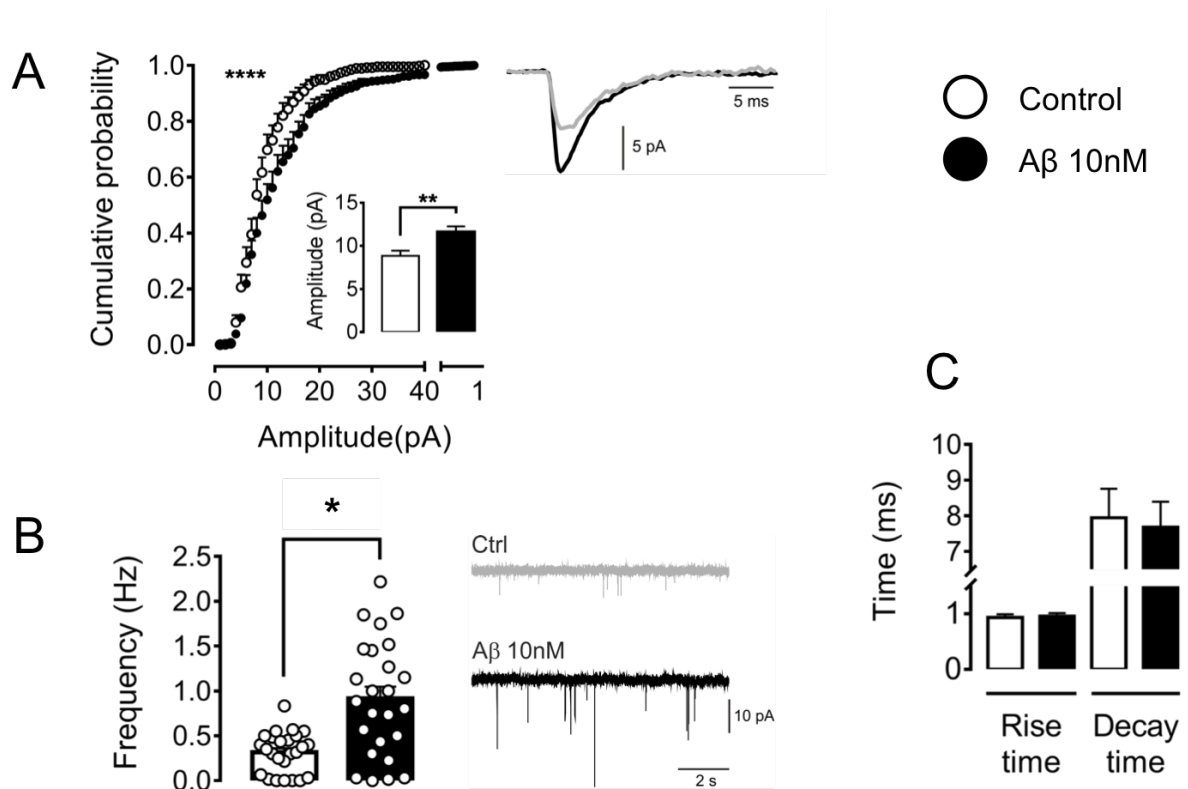 A
Cumulative probability
1.0
0.8
0.6
0.4
0.2
0.0
****
0 10 20 30 40 1
Amplitude(pA)
Amplitude (pA)
15
10
5
0
**
5 ms
5 pA
Control
Aβ 10nM
B
Frequency (Hz)
2.5
2.0
1.5
1.0
0.5
0.0
*
Ctrl
Aβ 10nM
10 pA
2 s
C
Time (ms)
10
9
8
7
1
0
Rise
time
Decay
time